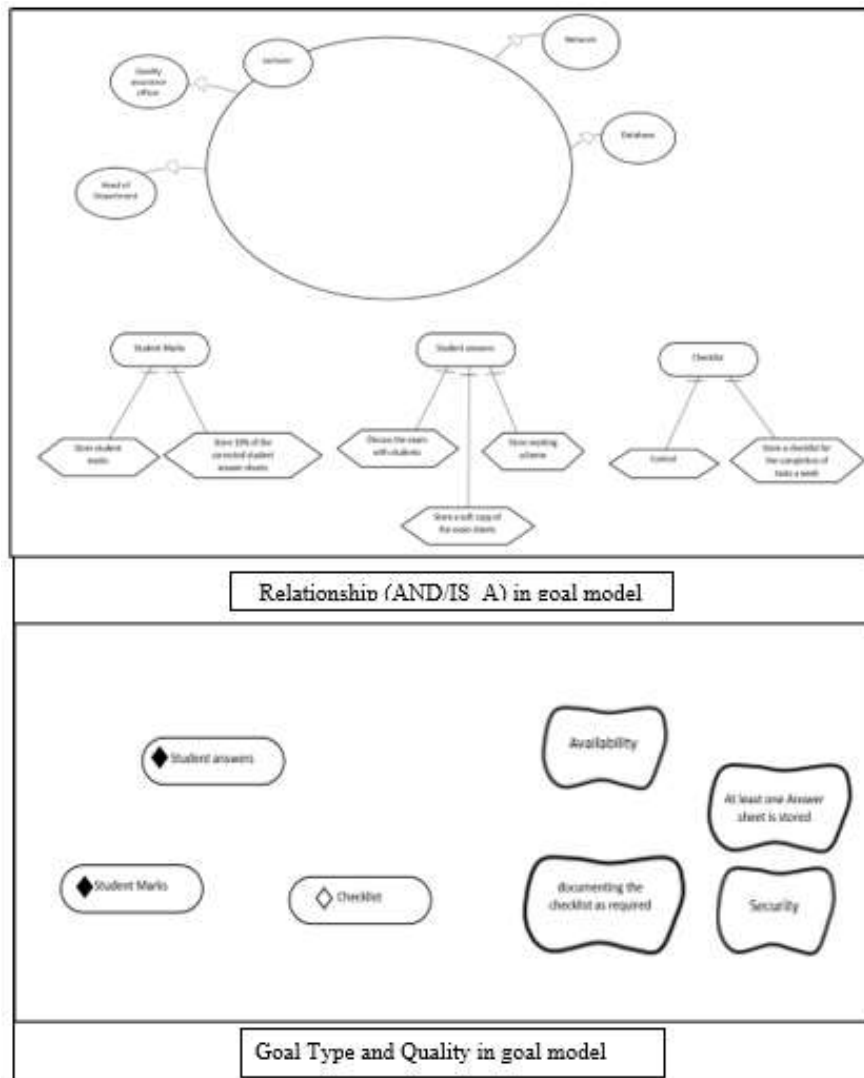 Lecturer
Network
Quality
assurance
officer
Database
Head of
Department
Student Marks
Student answers
Checklist
Store student
marks
Store 10% of the
corrected student
answer sheets
Discuss the exam
with students
Store marking
scheme
Control
Store a checklist for
the completion of
tasks a week
Store a soft copy of
the exam sheets
Relationship (AND/IS_A) in goal model
Student answers
Availability
At least one Answer
sheet is stored
Student Marks
Checklist
documenting the
checklist as required
Security
Goal Type and Quality in goal model